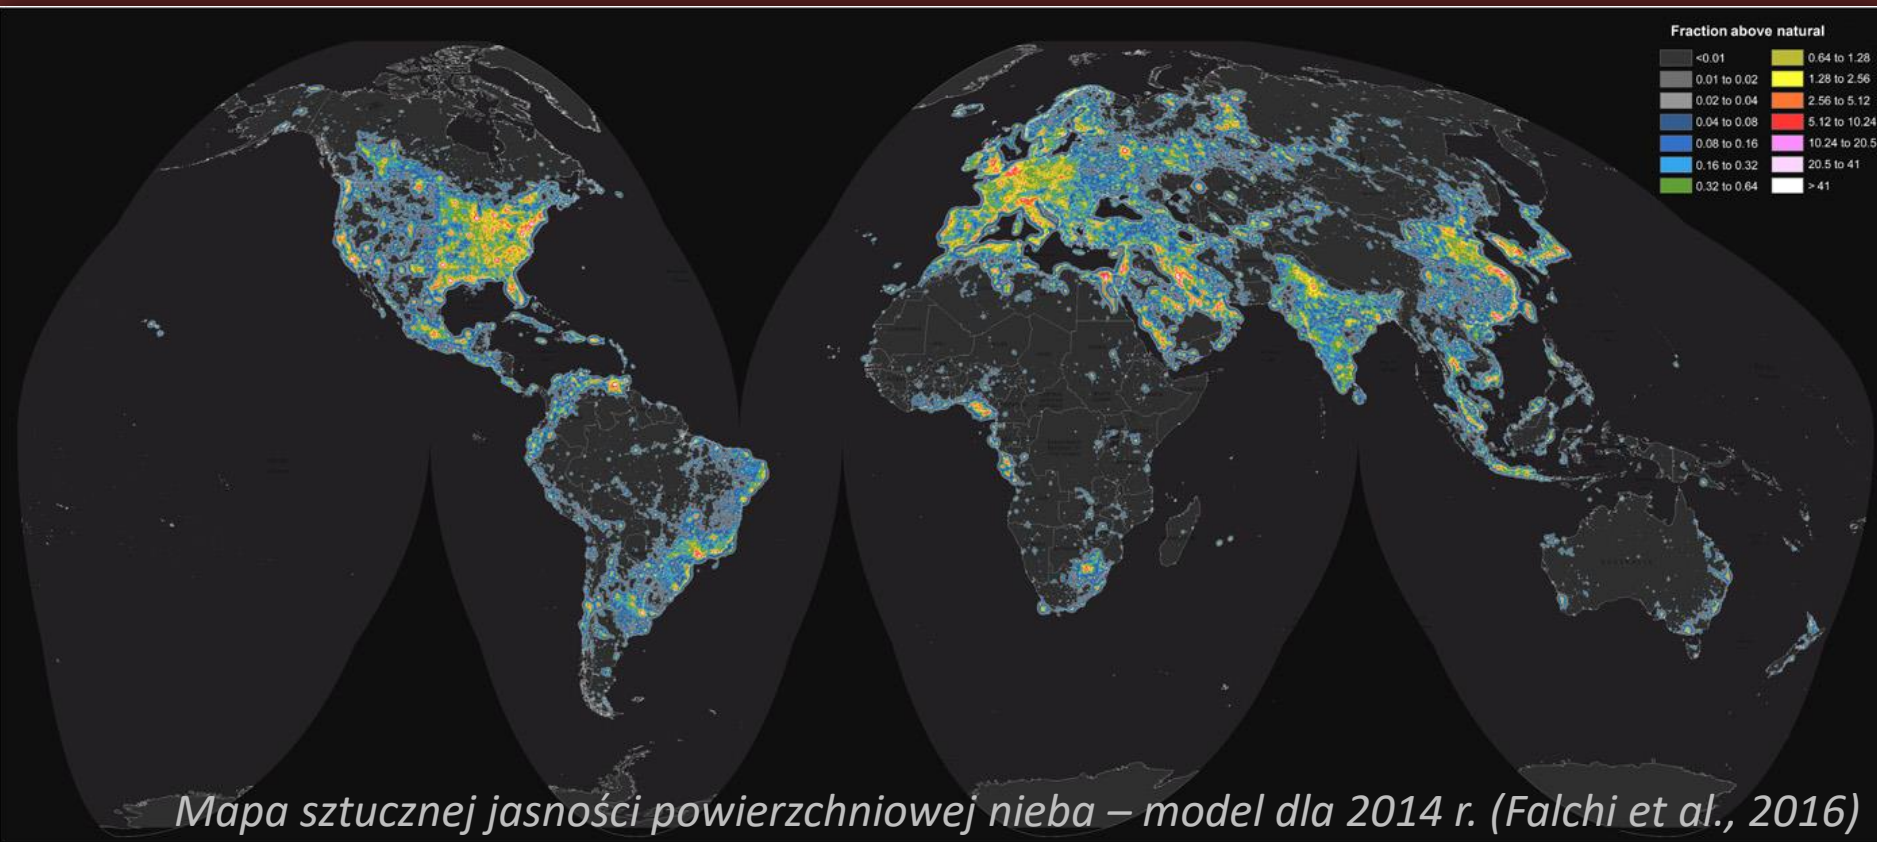 Fraction above natural
<0.01
0.01 to 0.02
0.02 to 0.04
0.04 to 0.08
0.08 to 0.16
0.16 to 0.32
0.32 to 0.64
0.64 to 1.28
1.28 to 2.56
2.56 to 5.12
5.12 to 10.24
10.24 to 20.5
20.5 to 41
> 41
Mapa sztucznej jasności powierzchniowej nieba – model dla 2014 r. (Falchi et al., 2016)